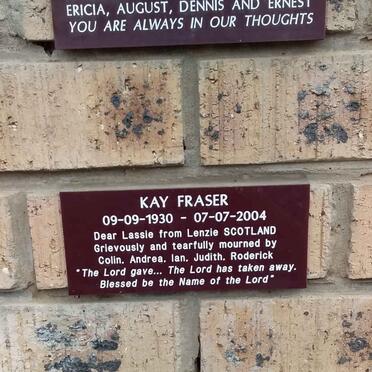 ERICIA, AUGUST, DENNIS AND ERNEST
YOU ARE ALWAYS IN OUR THOUGHTS
KAY FRASER
09-09-1930 - 07-07-2004
Dear Lassie from Lenzie SCOTLAND
Grievously and tearfully mourned by
Colin. Andrea. Ian. Judith. Roderick
"The Lord gave... The Lord has taken away.
Blessed be the Name of the Lord"